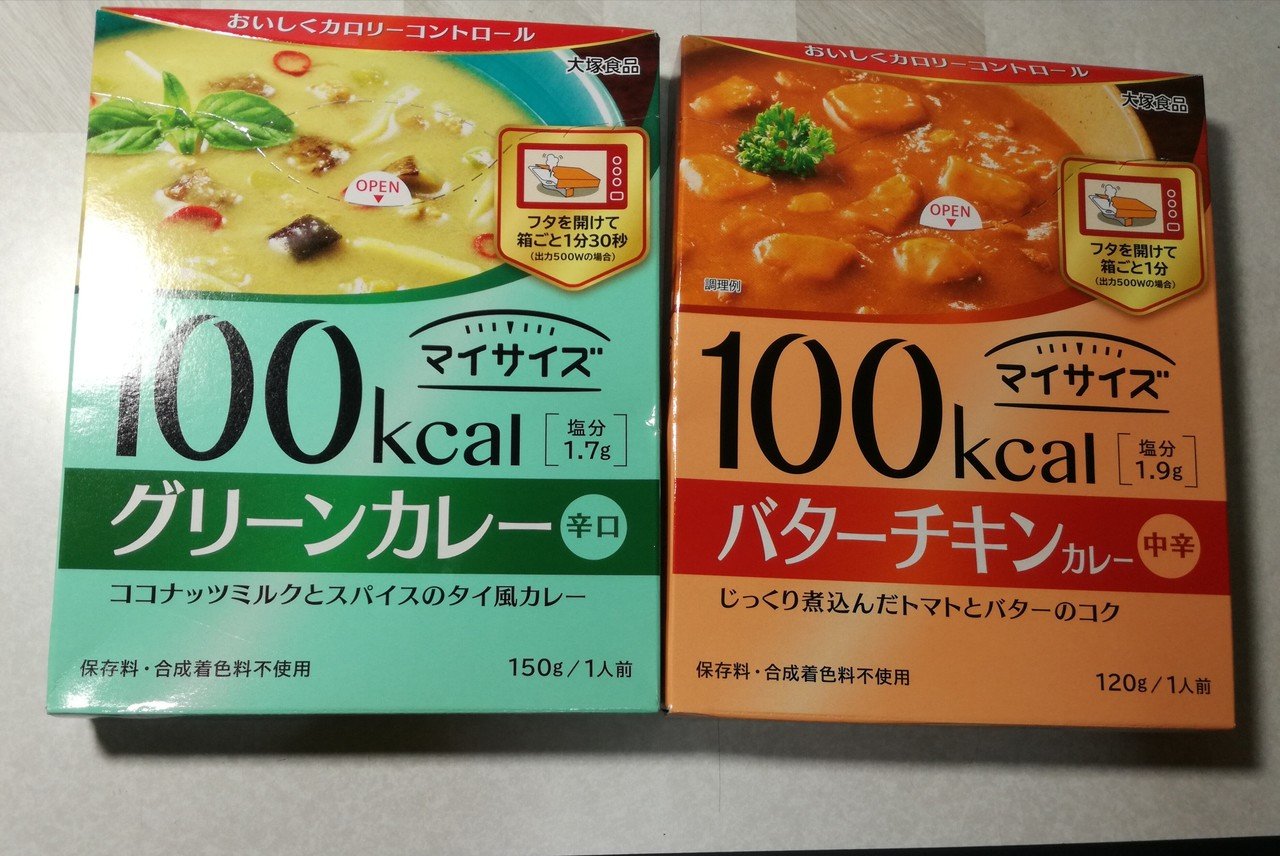 おいしくカロリーコントロール
大塚食品
OPEN
フタを開けて
箱ごと1分30秒
(出力500Wの場合)
100kcal
マイサイズ
塩分
1.7g
グリーンカレー
辛口
ココナッツミルクとスパイスのタイ風カレー
保存料・合成着色料不使用
150g/1人前
おいしくカロリーコントロール
大塚食品
OPEN
フタを開けて
箱ごと1分
(出力500Wの場合)
調理例
100kcal
マイサイズ
塩分
1.9g
バターチキンカレー
中辛
じっくり煮込んだトマトとバターのコク
保存料・合成着色料不使用
120g/1人前